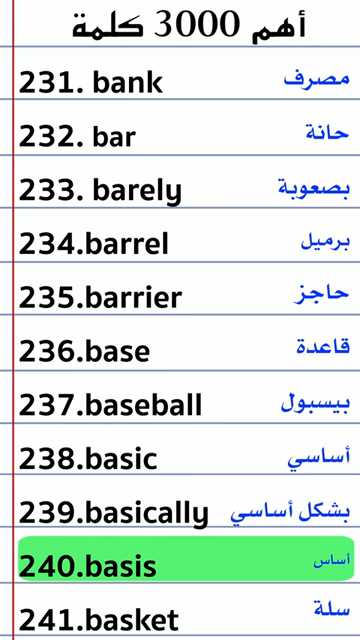 أهم 3000 كلمة
231. bank مصرف
232. bar حانة
233. barely بصعوبة
234.barrel برميل
235.barrier حاجز
236.base قاعدة
237.baseball بيسبول
238.basic أساسي
239.basically بشكل أساسي
240.basis أساس
241.basket سلة